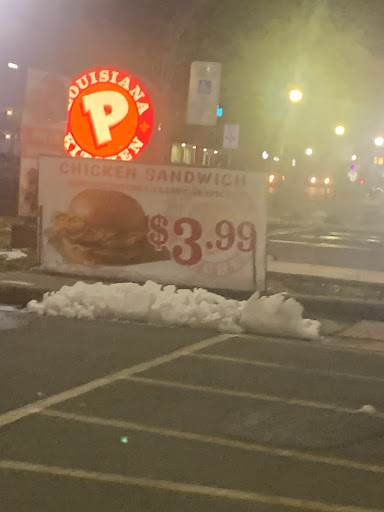 LOUISIANA
P
KITCHEN
CHICKEN SANDWICH
$3.99